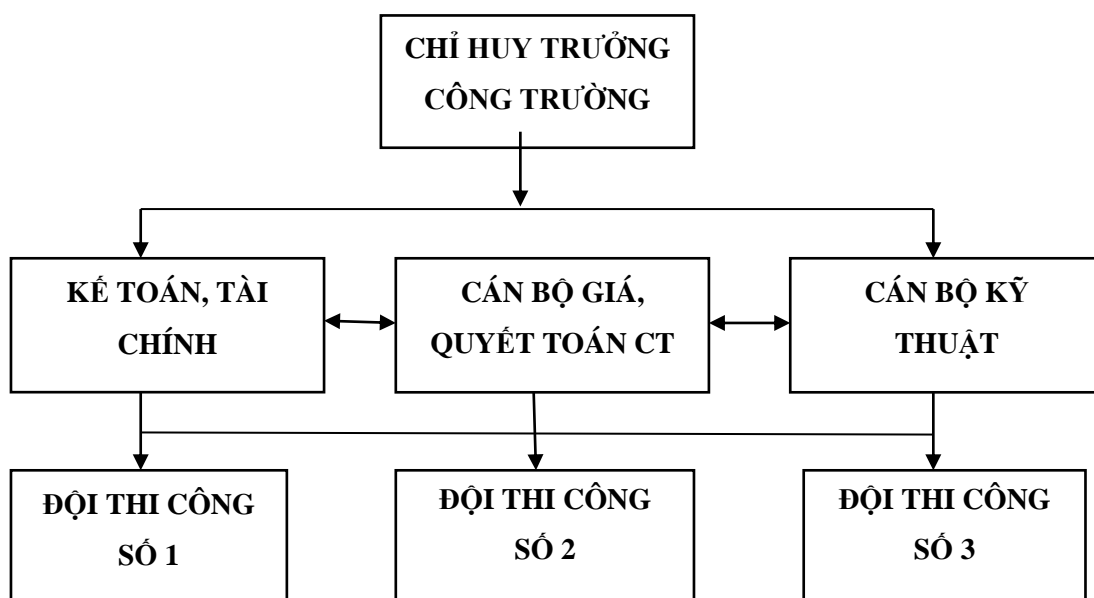 CHỈ HUY TRƯỞNG
CÔNG TRƯỜNG
KẾ TOÁN, TÀI
CHÍNH
CÁN BỘ GIÁ,
QUYẾT TOÁN CT
CÁN BỘ KỸ
THUẬT
ĐỘI THI CÔNG
SỐ 1
ĐỘI THI CÔNG
SỐ 2
ĐỘI THI CÔNG
SỐ 3